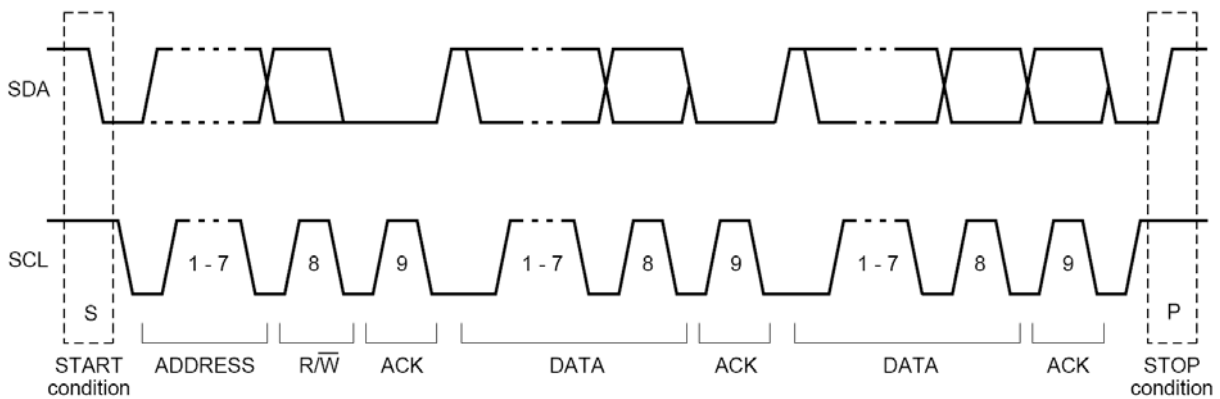 SDA
SCL
1 - 7
8
9
1 - 7
8
9
1 - 7
8
9
S
P
START
condition
ADDRESS
R/W̅
ACK
DATA
ACK
DATA
ACK
STOP
condition